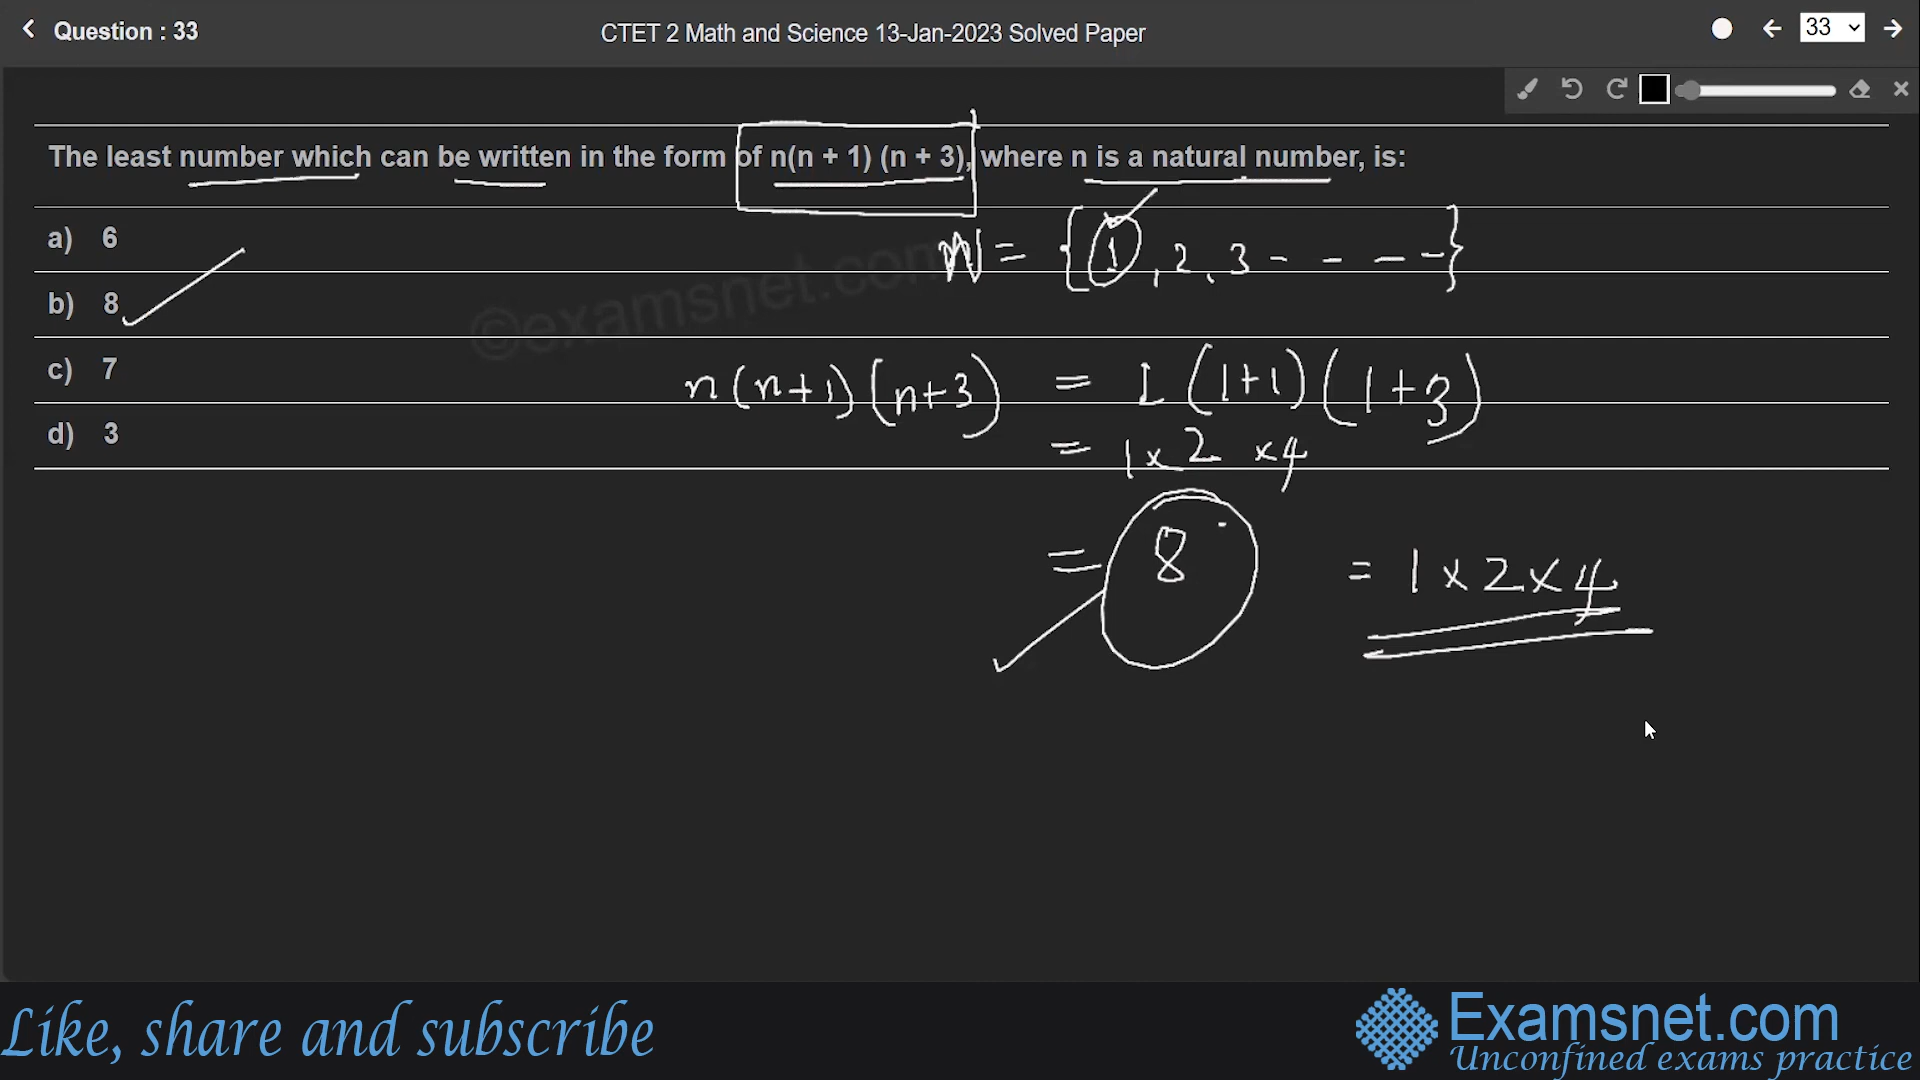 Question : 33
CTET 2 Math and Science 13-Jan-2023 Solved Paper
33
The least number which can be written in the form of n(n + 1) (n + 3), where n is a natural number, is:
a) 6
N = {1, 2, 3 - - - -}
b) 8
©examsnet.com
c) 7
n(n+1)(n+3) = 1(1+1)(1+3)
d) 3
= 1×2 ×4
= 8 = 1×2×4
Like, share and subscribe
Examsnet.com
Unconfined exams practice